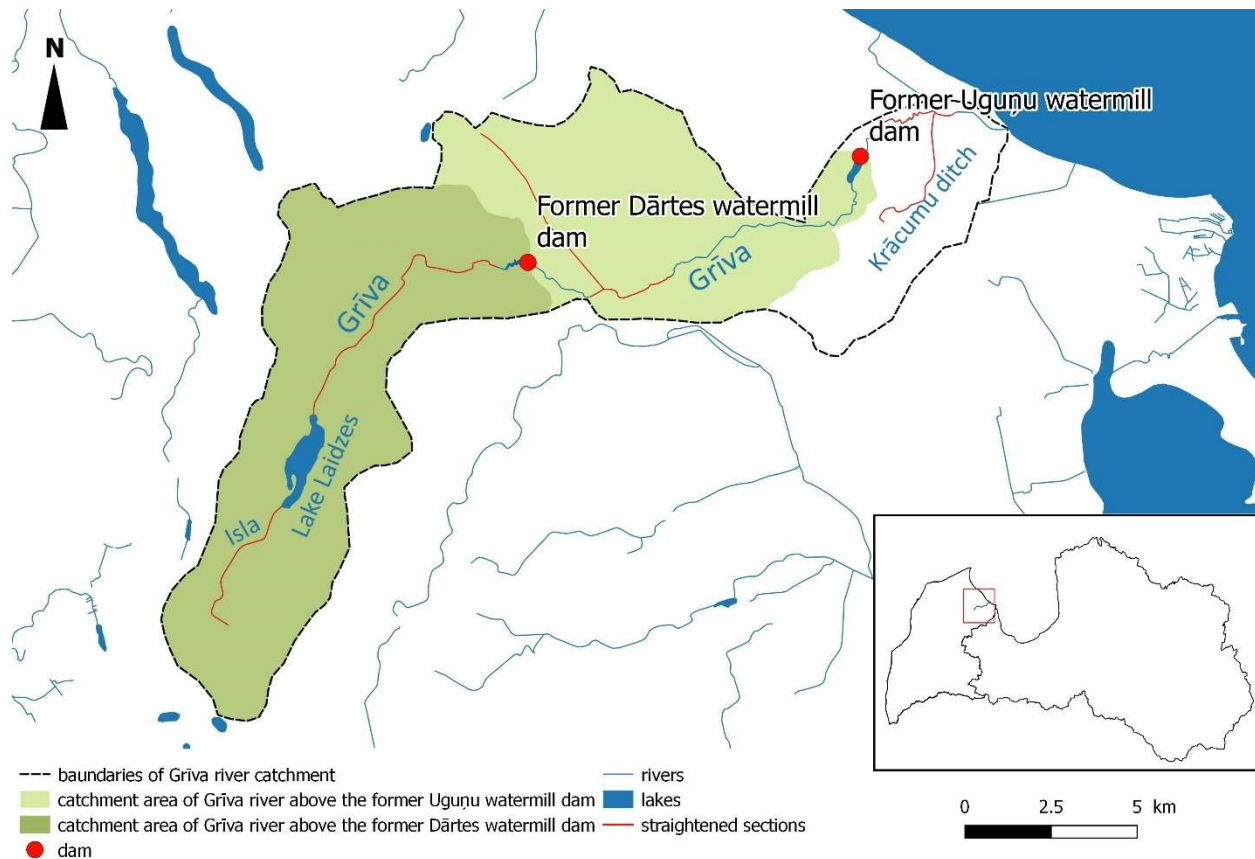 N
Former Uguņu watermill
dam
Former Dārtes watermill
dam
Krācumu ditch
Grīva
Grīva
Lake Laidzes
Isla
baundaries of Grīva river catchment
catchment area of Grīva river above the former Uguņu watermill dam
catchment area of Grīva river above the former Dārtes watermill dam
dam
rivers
lakes
straightened sections
0 2.5 5 km